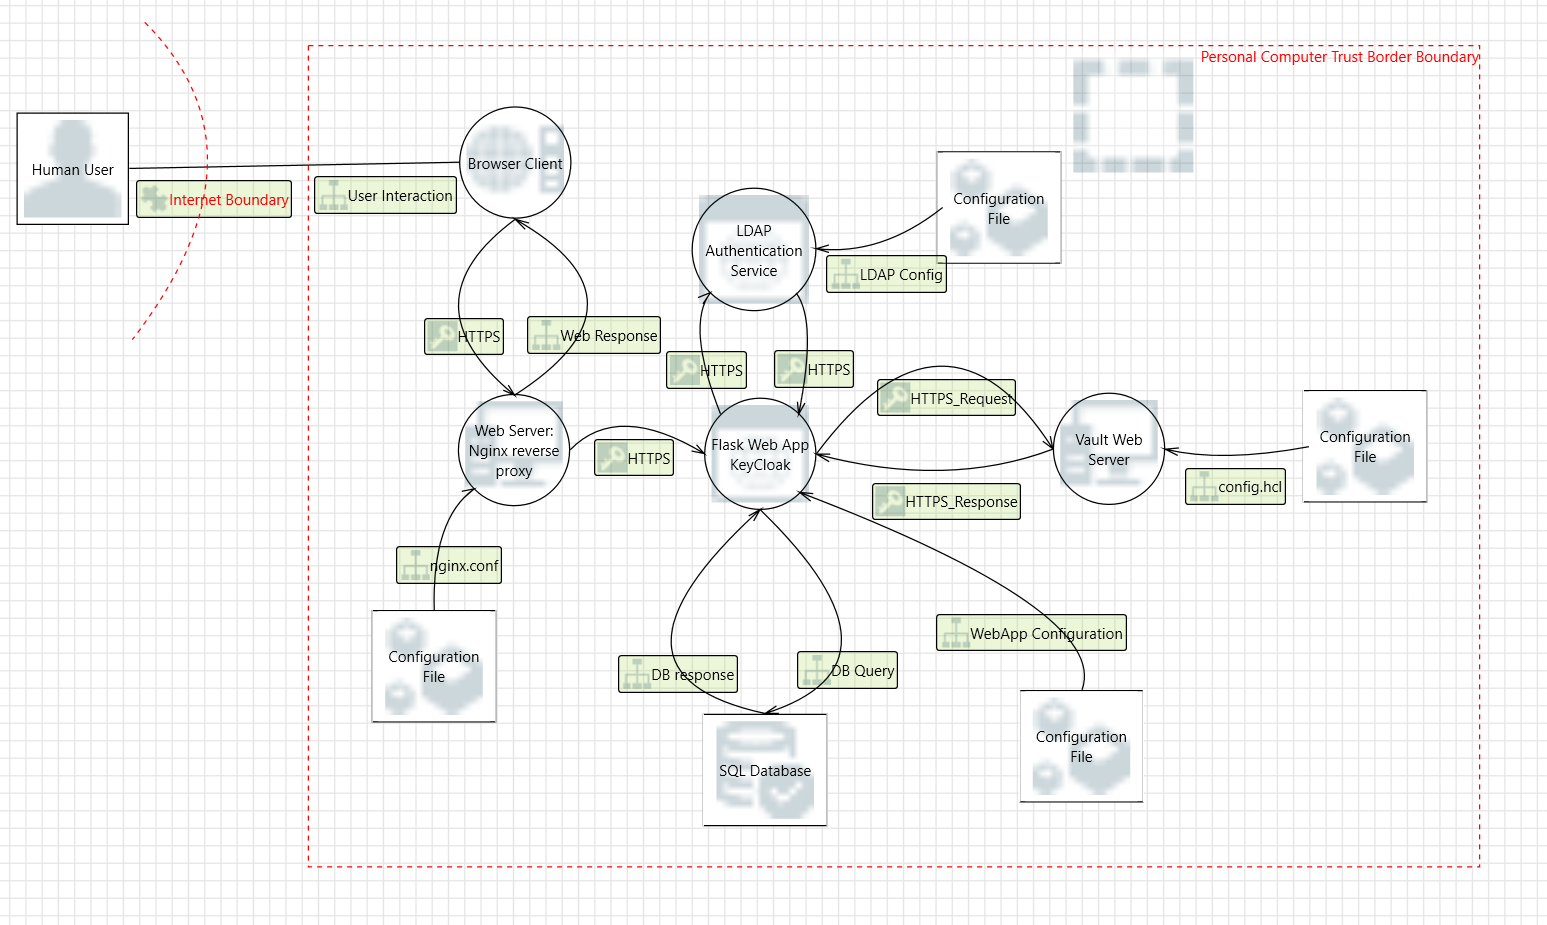 Personal Computer Trust Border Boundary
Human User
Internet Boundary
User Interaction
Browser Client
Configuration
File
LDAP
Authentication
Service
LDAP Config
HTTPS
Web Response
HTTPS
HTTPS
HTTPS_Request
Web Server:
Nginx reverse
proxy
HTTPS
Flask Web App
KeyCloak
Vault Web
Server
Configuration
File
config.hcl
HTTPS_Response
nginx.conf
WebApp Configuration
Configuration
File
DB response
DB Query
SQL Database
Configuration
File